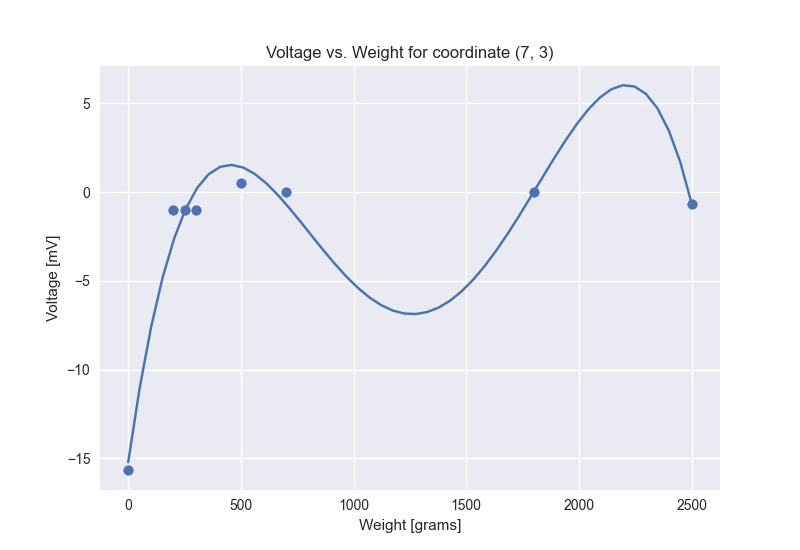 Voltage vs. Weight for coordinate (7, 3)
5
0
−5
−10
−15
Voltage [mV]
0 500 1000 1500 2000 2500
Weight [grams]